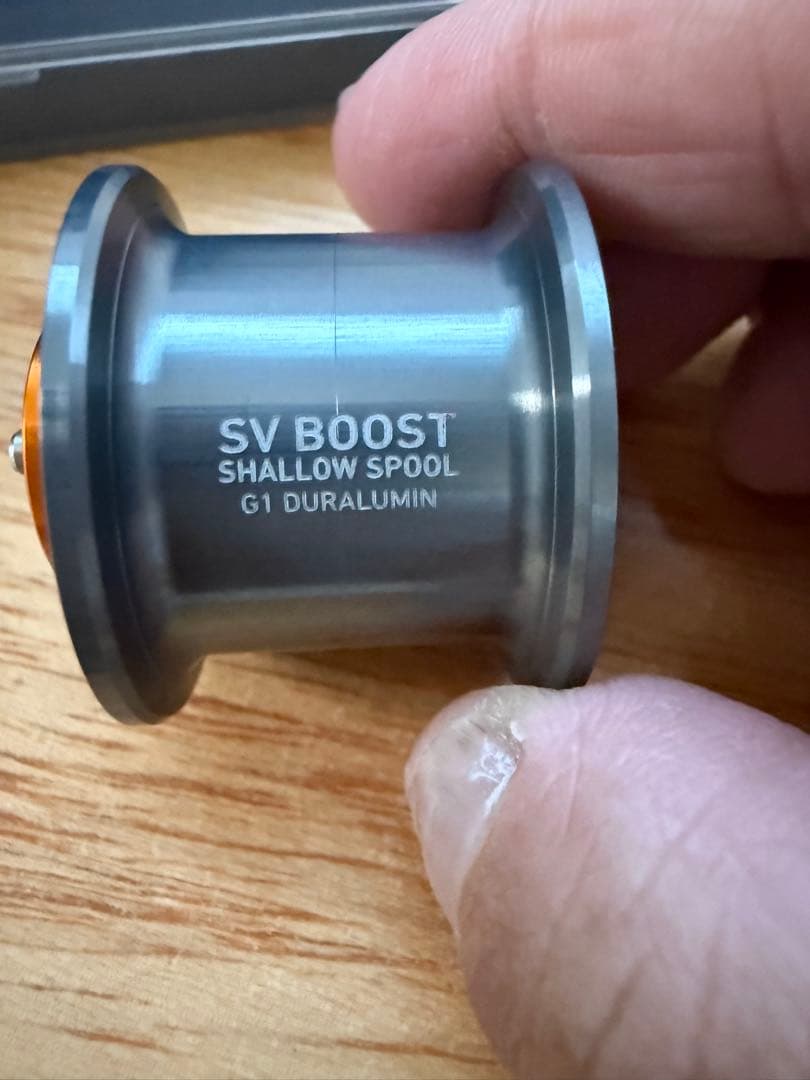 SV BOOST
SHALLOW SPOOL
G1 DURALUMIN